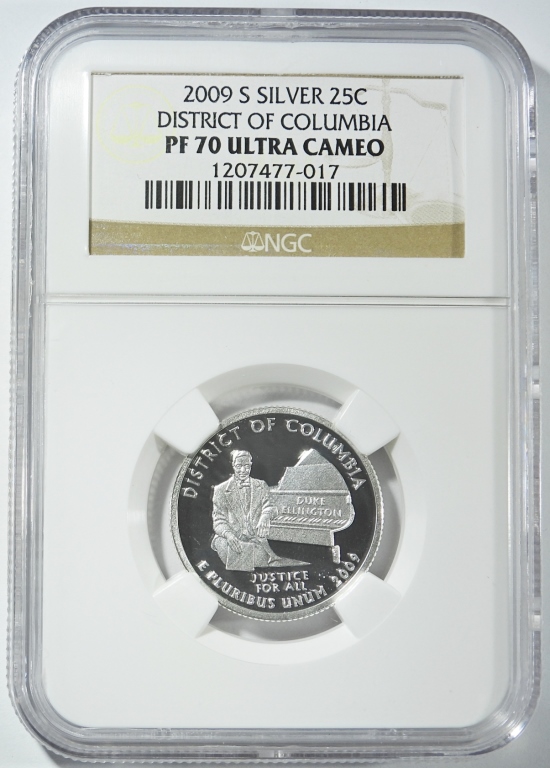 2009 S SILVER 25C
DISTRICT OF COLUMBIA
PF 70 ULTRA CAMEO
1207477-017
NGC
DISTRICT OF COLUMBIA
DUKE
ELLINGTON
JUSTICE
FOR ALL
E PLURIBUS UNUM 2009